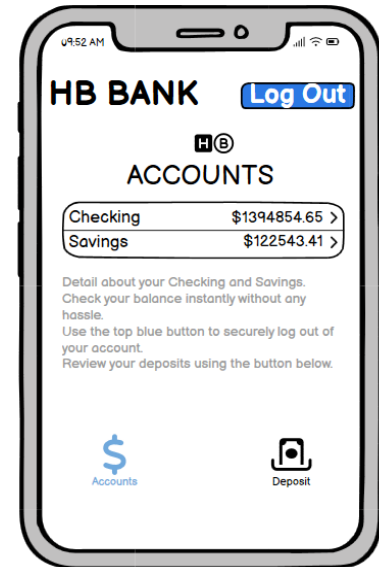 09:52 AM
HB BANK
Log Out
H B
ACCOUNTS
Checking $1394854.65 >
Savings $122543.41 >
Detail about your Checking and Savings.
Check your balance instantly without any
hassle.
Use the top blue button to securely log out of
your account.
Review your deposits using the button below.
$
Accounts
Deposit